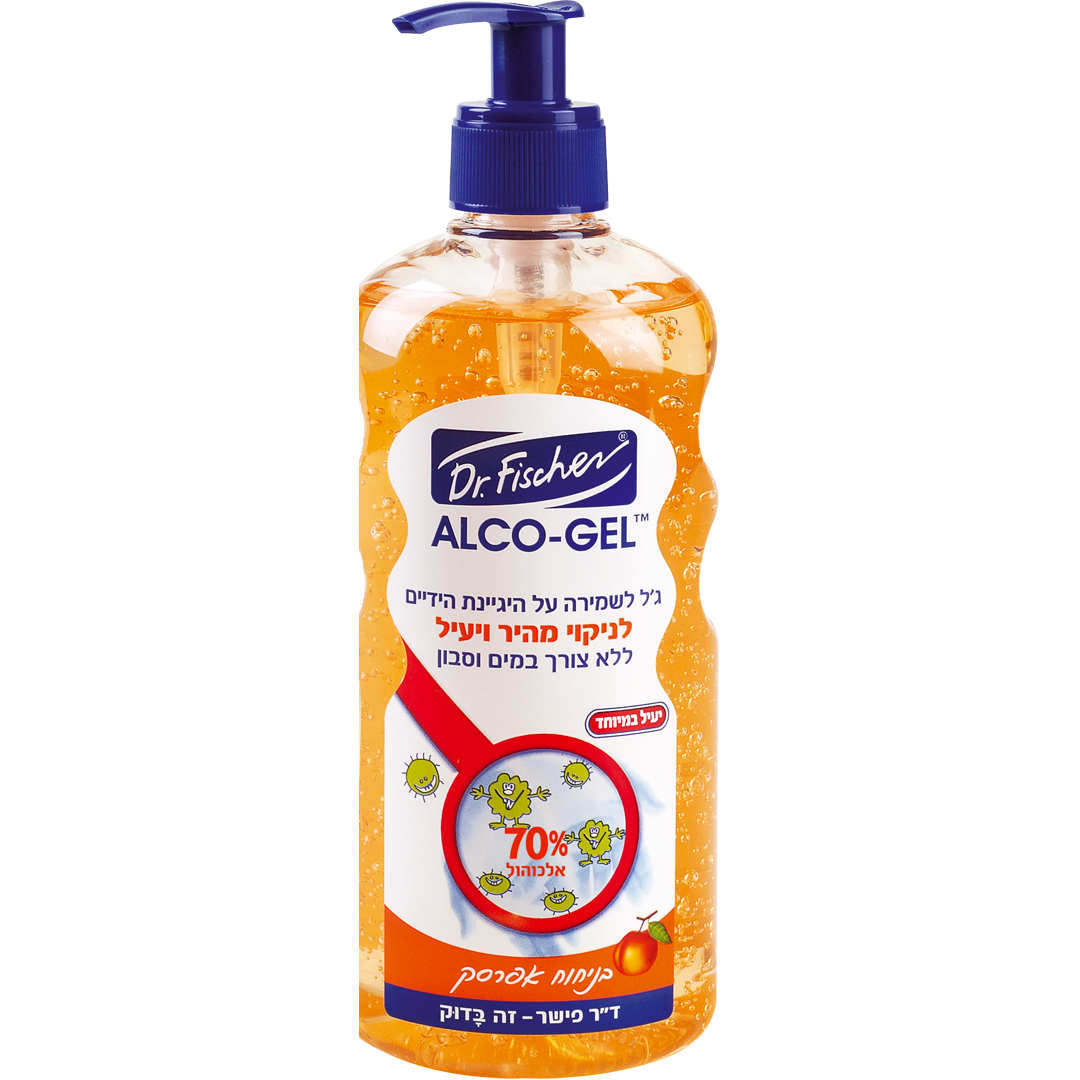 Dr. Fischer®
ALCO-GEL™
ג'ל לשמירה על היגיינת הידיים
לניקוי מהיר ויעיל
ללא צורך במים וסבון
יעיל במיוחד
70%
אלכוהול
בניחוח אפרסק
ד"ר פישר – זה בָּדוּק